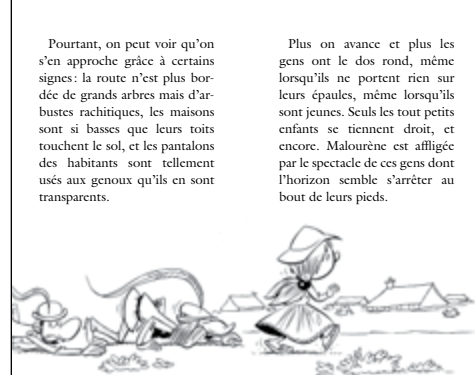 Pourtant, on peut voir qu'on
s'en approche grâce à certains
signes : la route n'est plus bor-
dée de grands arbres mais d'ar-
bustes rachitiques, les maisons
sont si basses que leurs toits
touchent le sol, et les pantalons
des habitants sont tellement
usés aux genoux qu'ils en sont
transparents.
Plus on avance et plus les
gens ont le dos rond, même
lorsqu'ils ne portent rien sur
leurs épaules, même lorsqu'ils
sont jeunes. Seuls les tout petits
enfants se tiennent droit, et
encore. Malourène est affligée
par le spectacle de ces gens dont
l'horizon semble s'arrêter au
bout de leurs pieds.